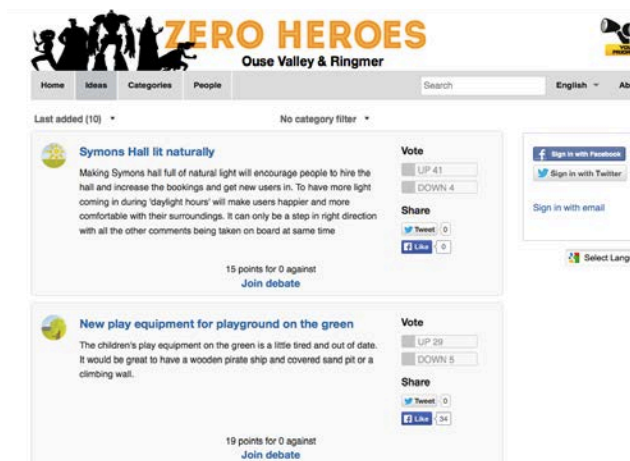 ZERO HEROES
Ouse Valley & Ringmer
Home Ideas Categories People Search English
Last added (10) No category filter
Symons Hall lit naturally
Making Symons hall full of natural light will encourage people to hire the
hall and increase the bookings and get new users in. To have more light
coming in during 'daylight hours' will make users happier and more
comfortable with their surroundings. It can only be a step in right direction
with all the other comments being taken on board at same time
15 points for 0 against
Join debate
Vote
UP 41
DOWN 4
Share
Tweet 0
Like 0
New play equipment for playground on the green
The children's play equipment on the green is a little tired and out of date.
It would be great to have a wooden pirate ship and covered sand pit or a
climbing wall.
19 points for 0 against
Join debate
Vote
UP 29
DOWN 5
Share
Tweet 0
Like 34
Sign in with Facebook
Sign in with Twitter
Sign in with email
Select Lang